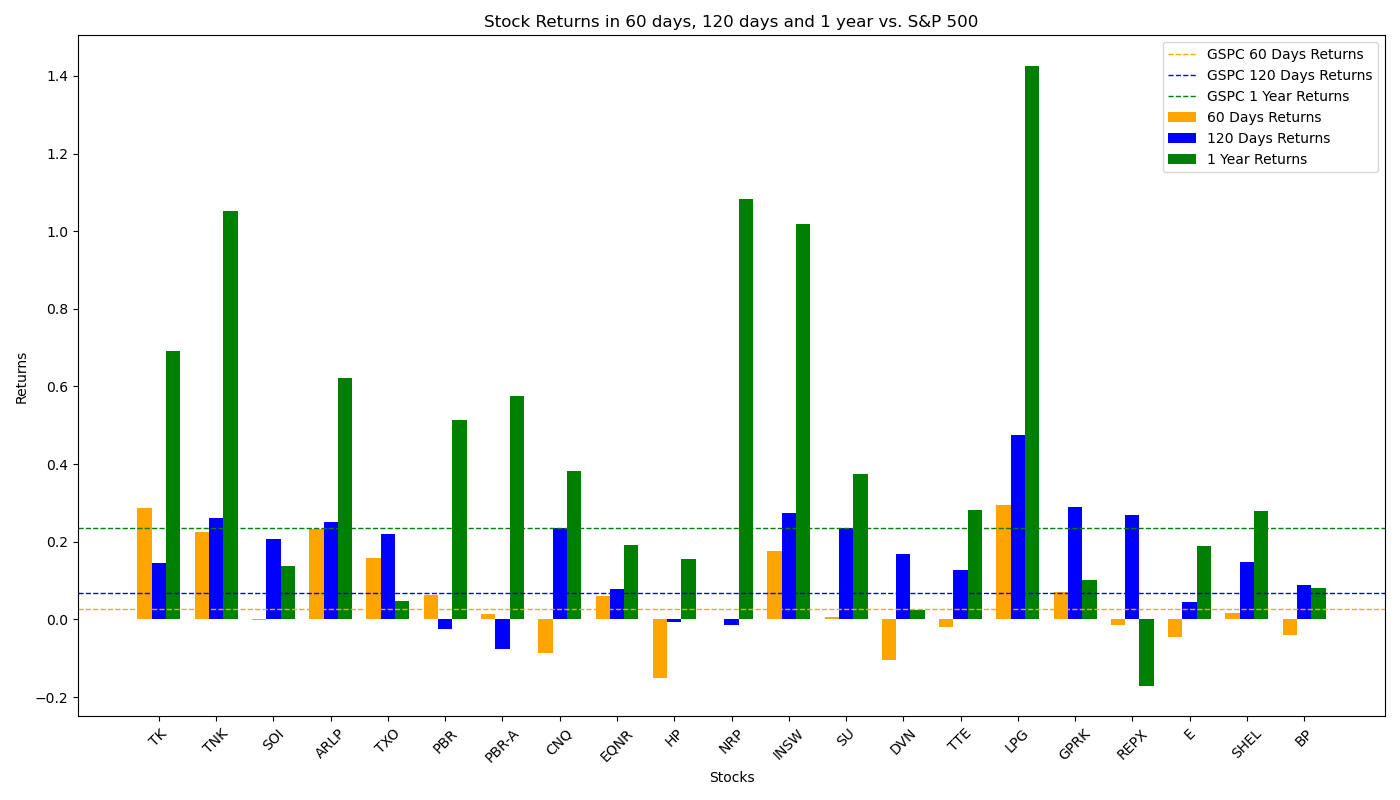 Stock Returns in 60 days, 120 days and 1 year vs. S&P 500
GSPC 60 Days Returns
GSPC 120 Days Returns
GSPC 1 Year Returns
60 Days Returns
120 Days Returns
1 Year Returns
Returns
1.4
1.2
1.0
0.8
0.6
0.4
0.2
0.0
−0.2
TK
TNK
SOI
ARLP
TXO
PBR
PBR-A
CNQ
EQNR
HP
NRP
INSW
SU
DVN
TTE
LPG
GPRK
REPX
E
SHEL
BP
Stocks